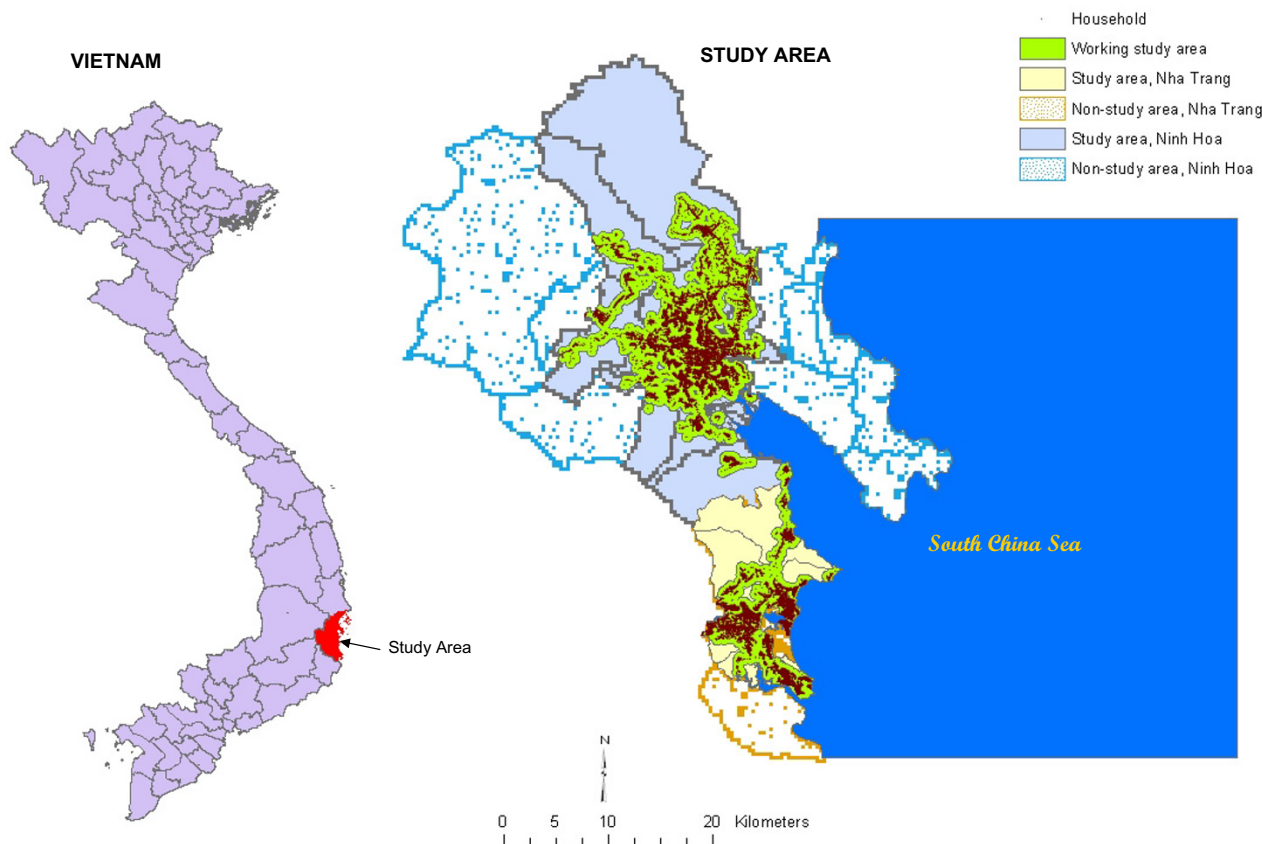 VIETNAM
STUDY AREA
Household
Working study area
Study area, Nha Trang
Non-study area, Nha Trang
Study area, Ninh Hoa
Non-study area, Ninh Hoa
South China Sea
Study Area
N
S
0 5 10 20 Kilometers